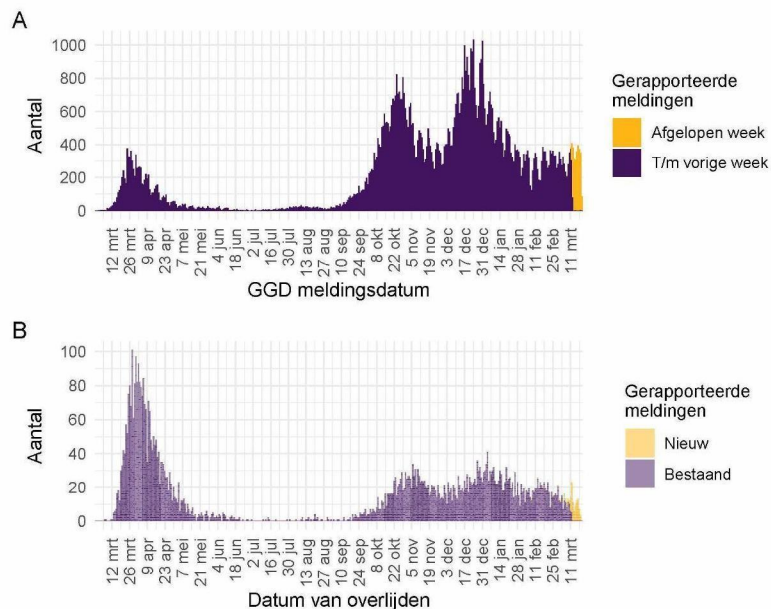 A
1000
800
600
400
200
0
Aantal
12 mrt
26 mrt
9 apr
23 apr
7 mei
21 mei
4 jun
18 jun
2 jul
16 jul
30 jul
13 aug
27 aug
10 sep
24 sep
8 okt
22 okt
5 nov
19 nov
3 dec
17 dec
31 dec
14 jan
28 jan
11 feb
25 feb
11 mrt
GGD meldingsdatum
Gerapporteerde
meldingen
Afgelopen week
T/m vorige week
B
100
80
60
40
20
0
Aantal
12 mrt
26 mrt
9 apr
23 apr
7 mei
21 mei
4 jun
18 jun
2 jul
16 jul
30 jul
13 aug
27 aug
10 sep
24 sep
8 okt
22 okt
5 nov
19 nov
3 dec
17 dec
31 dec
14 jan
28 jan
11 feb
25 feb
11 mrt
Datum van overlijden
Gerapporteerde
meldingen
Nieuw
Bestaand